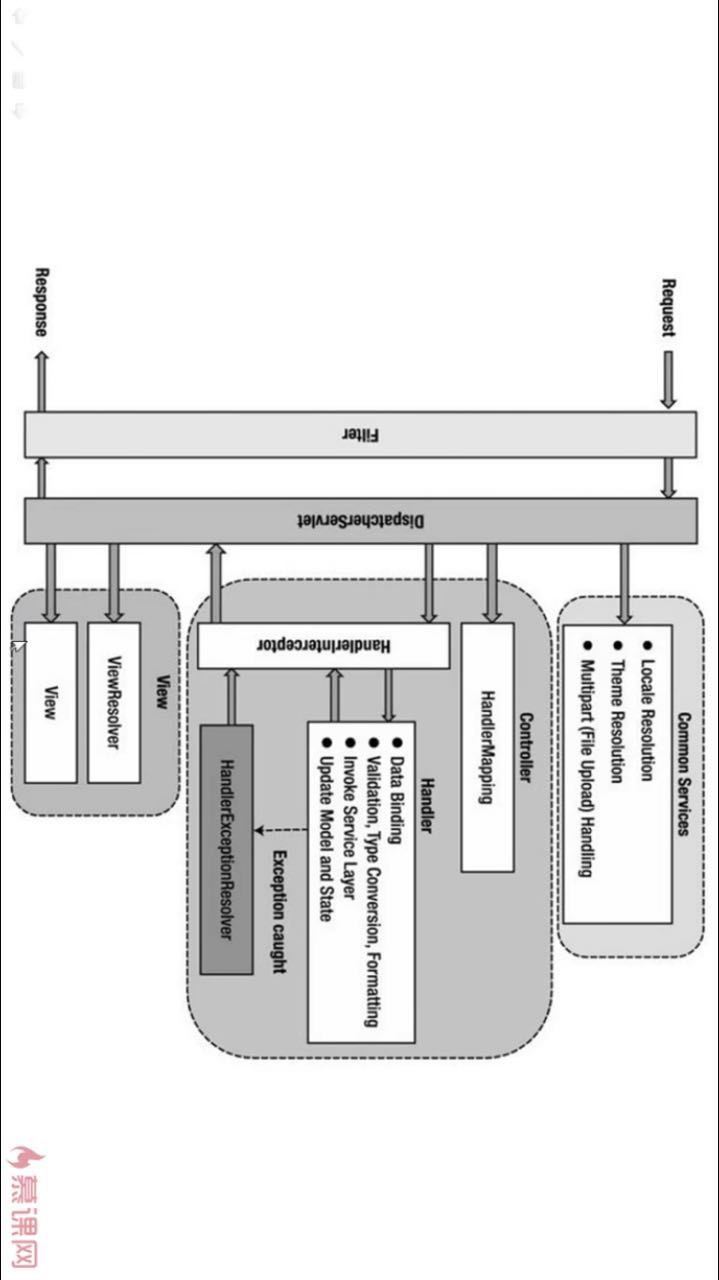 Request
Response
Filter
DispatcherServlet
Common Services
● Locale Resolution
● Theme Resolution
● Multipart (File Upload) Handling
Controller
HandlerMapping
HandlerInterceptor
Handler
● Data Binding
● Validation, Type Conversion, Formatting
● Invoke Service Layer
● Update Model and State
Exception caught
HandlerExceptionResolver
View
ViewResolver
View
慕课网